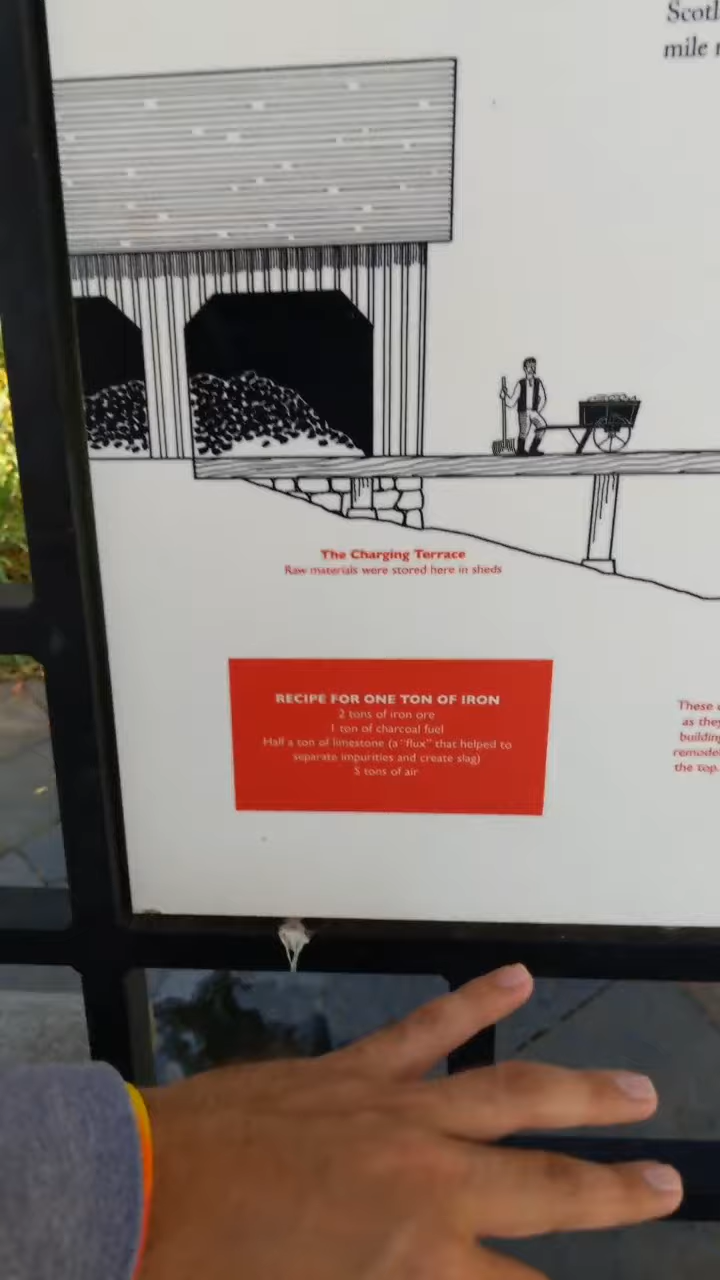 Scotl
mile
The Charging Terrace
Raw materials were stored here in sheds
RECIPE FOR ONE TON OF IRON
2 tons of iron ore
1 ton of charcoal fuel
Half a ton of limestone (a "flux" that helped to
separate impurities and create slag)
5 tons of air
These
as they
building
remode
the top.